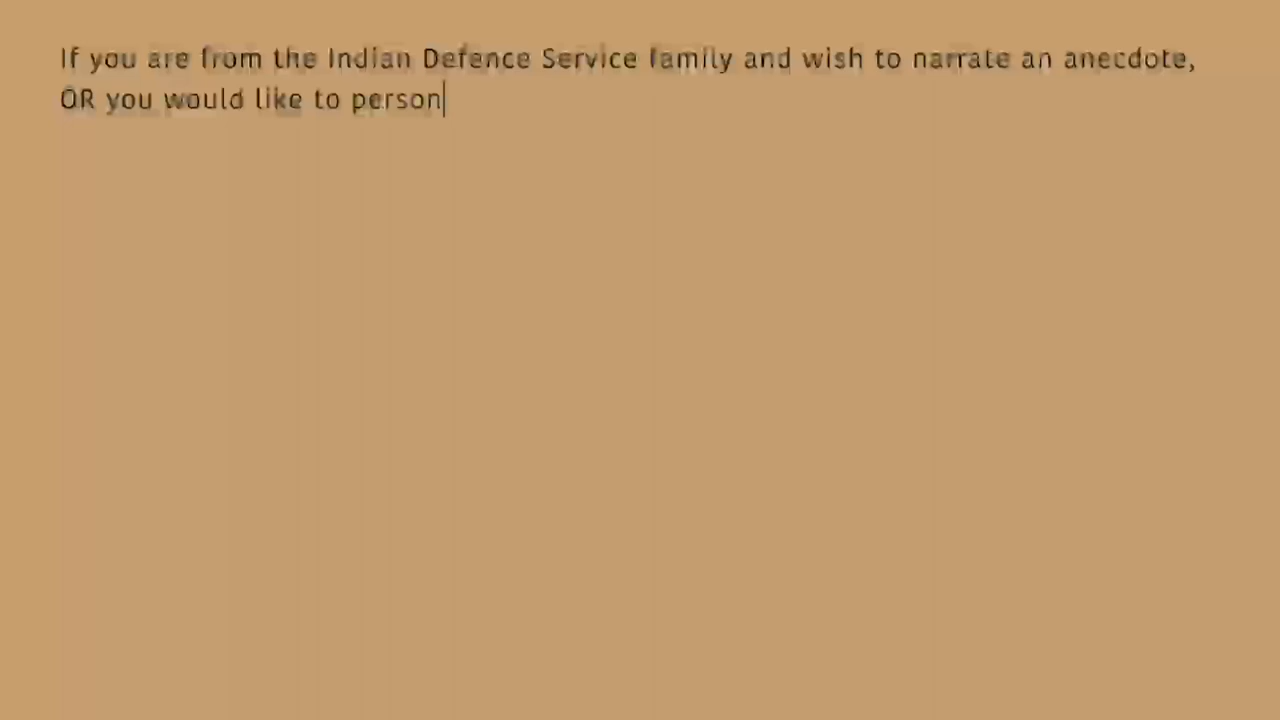 If you are from the Indian Defence Service family and wish to narrate an anecdote,
OR you would like to person